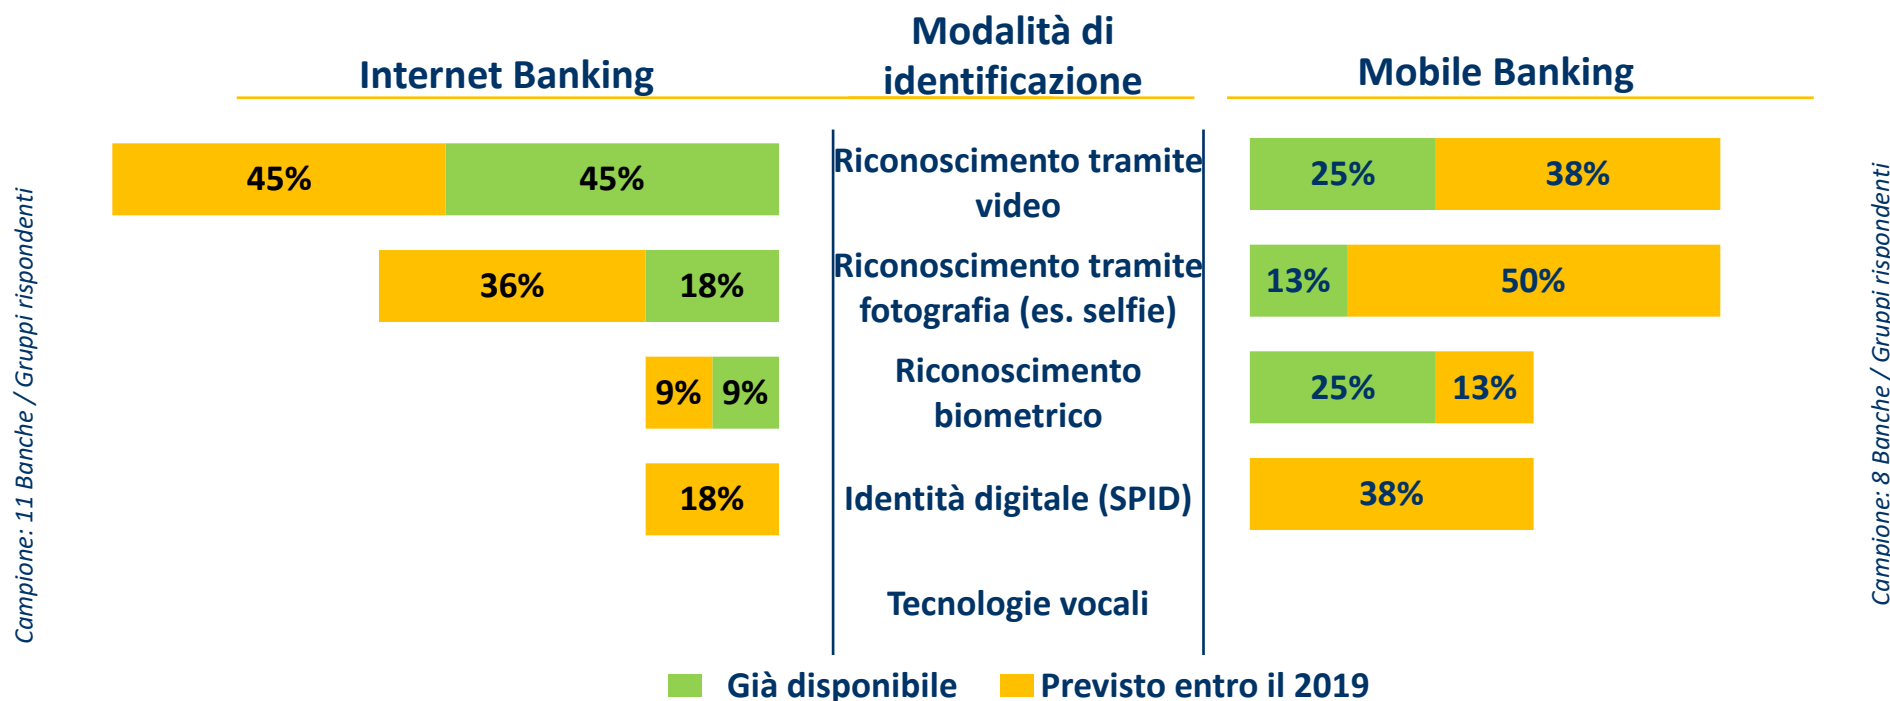 Internet Banking
Modalità di
identificazione
Mobile Banking
45%
45%
Riconoscimento tramite
video
25%
38%
36%
18%
Riconoscimento tramite
fotografia (es. selfie)
13%
50%
9%
9%
Riconoscimento
biometrico
25%
13%
18%
Identità digitale (SPID)
38%
Tecnologie vocali
Già disponibile
Previsto entro il 2019
Campione: 11 Banche / Gruppi rispondenti
Campione: 8 Banche / Gruppi rispondenti